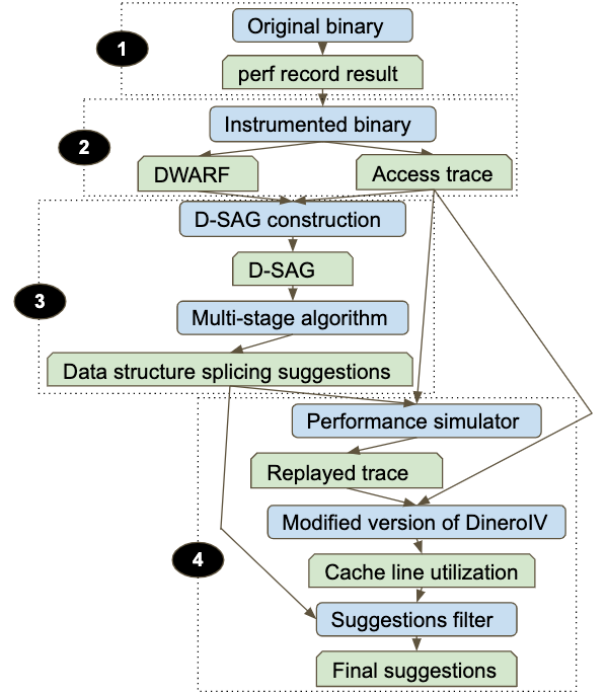 Original binary
1
perf record result
Instrumented binary
2
DWARF
Access trace
D-SAG construction
D-SAG
3
Multi-stage algorithm
Data structure splicing suggestions
Performance simulator
Replayed trace
Modified version of DineroIV
4
Cache line utilization
Suggestions filter
Final suggestions